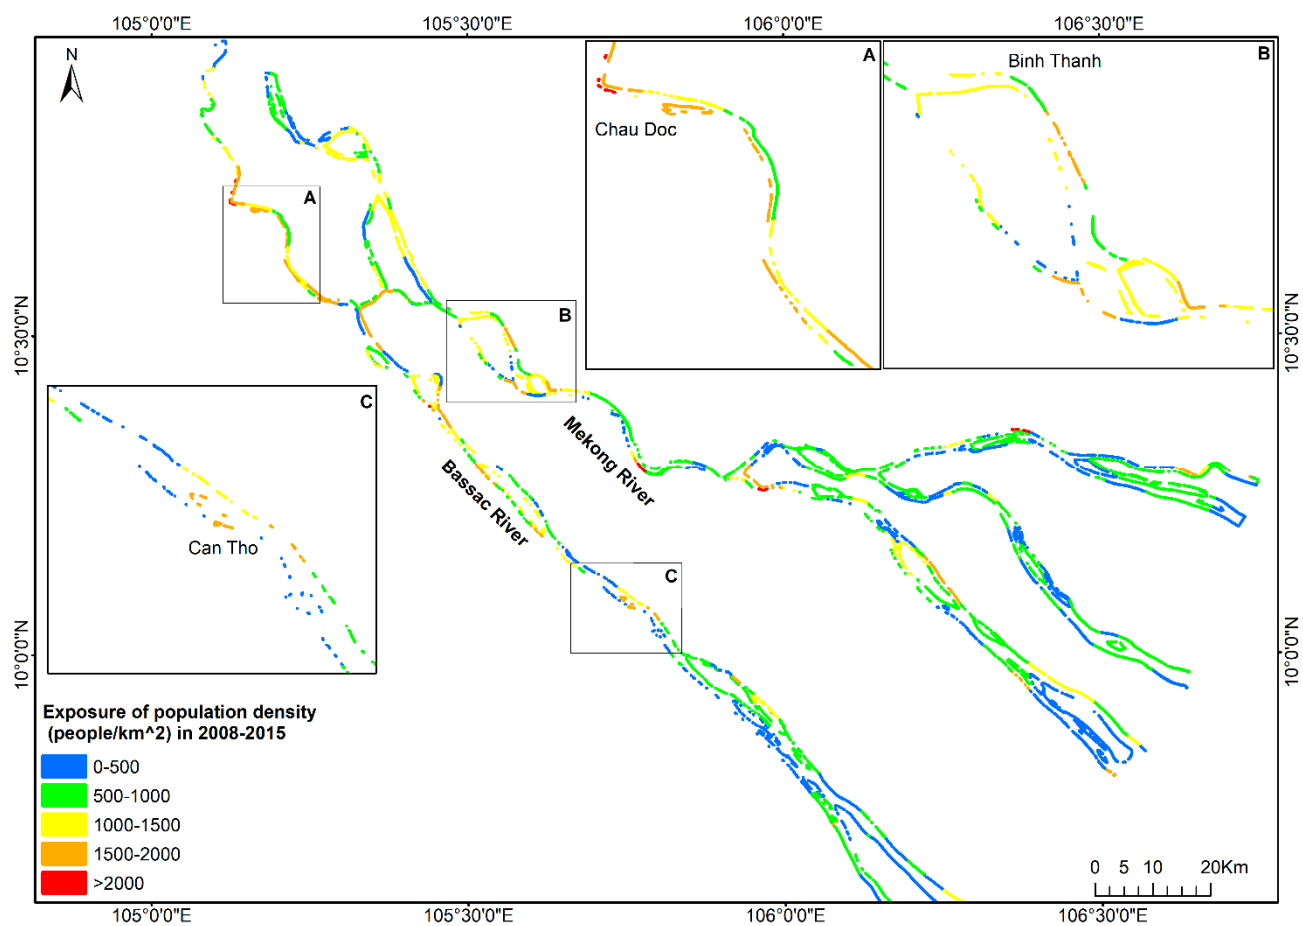 105°0'0"E
105°30'0"E
106°0'0"E
106°30'0"E
N
A
Chau Doc
Binh Thanh
B
A
B
10°30'0"N
10°30'0"N
C
Mekong River
Bassac River
Can Tho
C
10°0'0"N
10°0'0"N
Exposure of population density
(people/km^2) in 2008-2015
0-500
500-1000
1000-1500
1500-2000
>2000
0 5 10 20Km
105°0'0"E
105°30'0"E
106°0'0"E
106°30'0"E